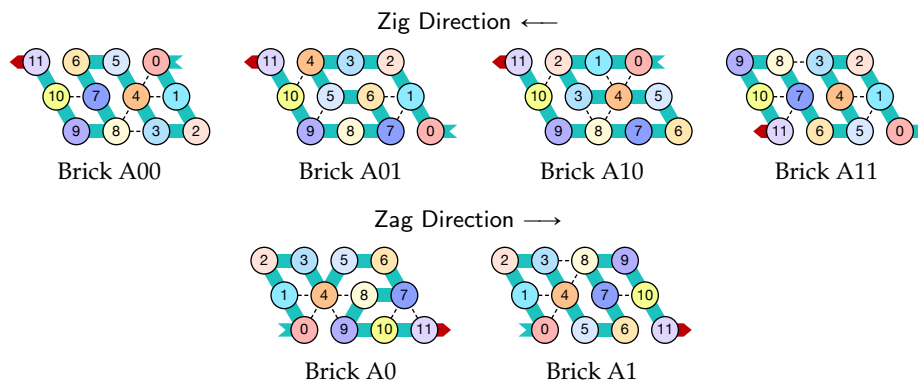 Zig Direction ←—
11 6 5 0 11 4 3 2 11 2 1 0 9 8 3 2
10 7 4 1 10 5 6 1 10 3 4 5 10 7 4 1
9 8 3 2 9 8 7 0 9 8 7 6 11 6 5 0
Brick A00 Brick A01 Brick A10 Brick A11
Zag Direction —→
2 3 5 6 2 3 8 9
1 4 8 7 1 4 7 10
0 9 10 11 0 5 6 11
Brick A0 Brick A1